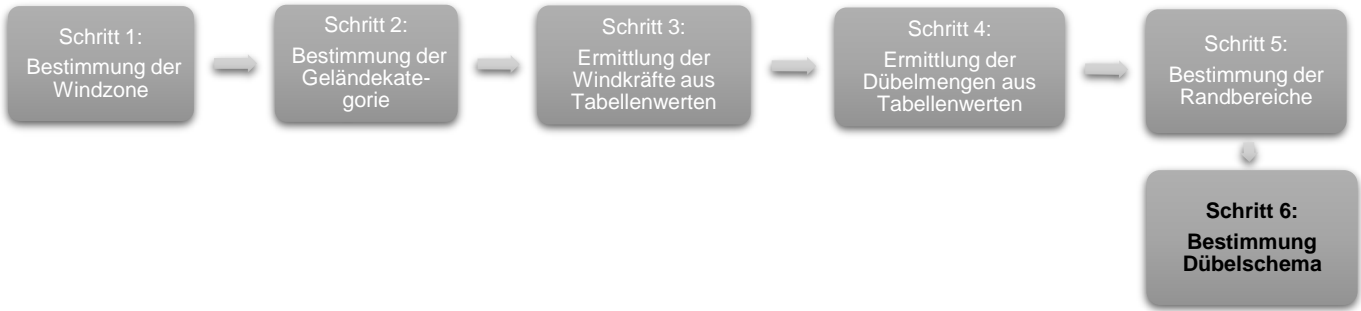 Schritt 1:
Bestimmung der
Windzone
Schritt 2:
Bestimmung der
Geländekate-
gorie
Schritt 3:
Ermittlung der
Windkräfte aus
Tabellenwerten
Schritt 4:
Ermittlung der
Dübelmengen aus
Tabellenwerten
Schritt 5:
Bestimmung der
Randbereiche
Schritt 6:
Bestimmung
Dübelschema